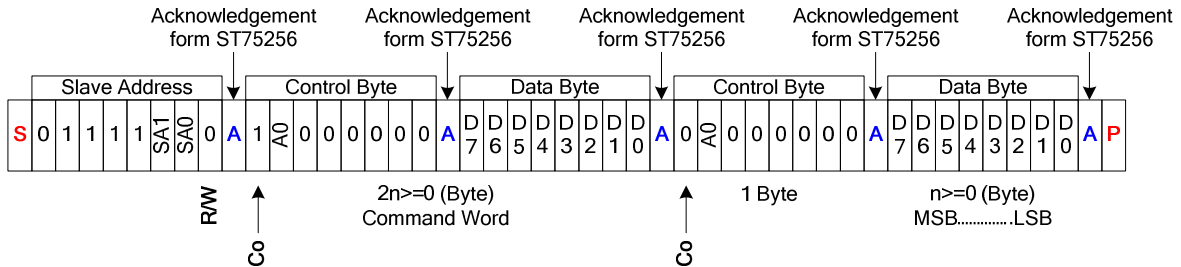 Acknowledgement Acknowledgement Acknowledgement Acknowledgement Acknowledgement
form ST75256 form ST75256 form ST75256 form ST75256 form ST75256
Slave Address Control Byte Data Byte Control Byte Data Byte
S 0 1 1 1 1 SA1 SA0 0 A 1 A0 0 0 0 0 0 0 A D7 D6 D5 D4 D3 D2 D1 D0 A 0 A0 0 0 0 0 0 0 A D7 D6 D5 D4 D3 D2 D1 D0 A P
R/W 2n>=0 (Byte) 1 Byte n>=0 (Byte)
Command Word MSB..............LSB
Co Co